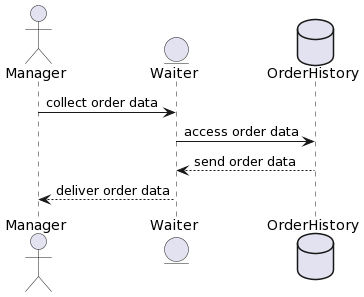 Manager
Waiter
OrderHistory
collect order data
access order data
send order data
deliver order data
Manager
Waiter
OrderHistory